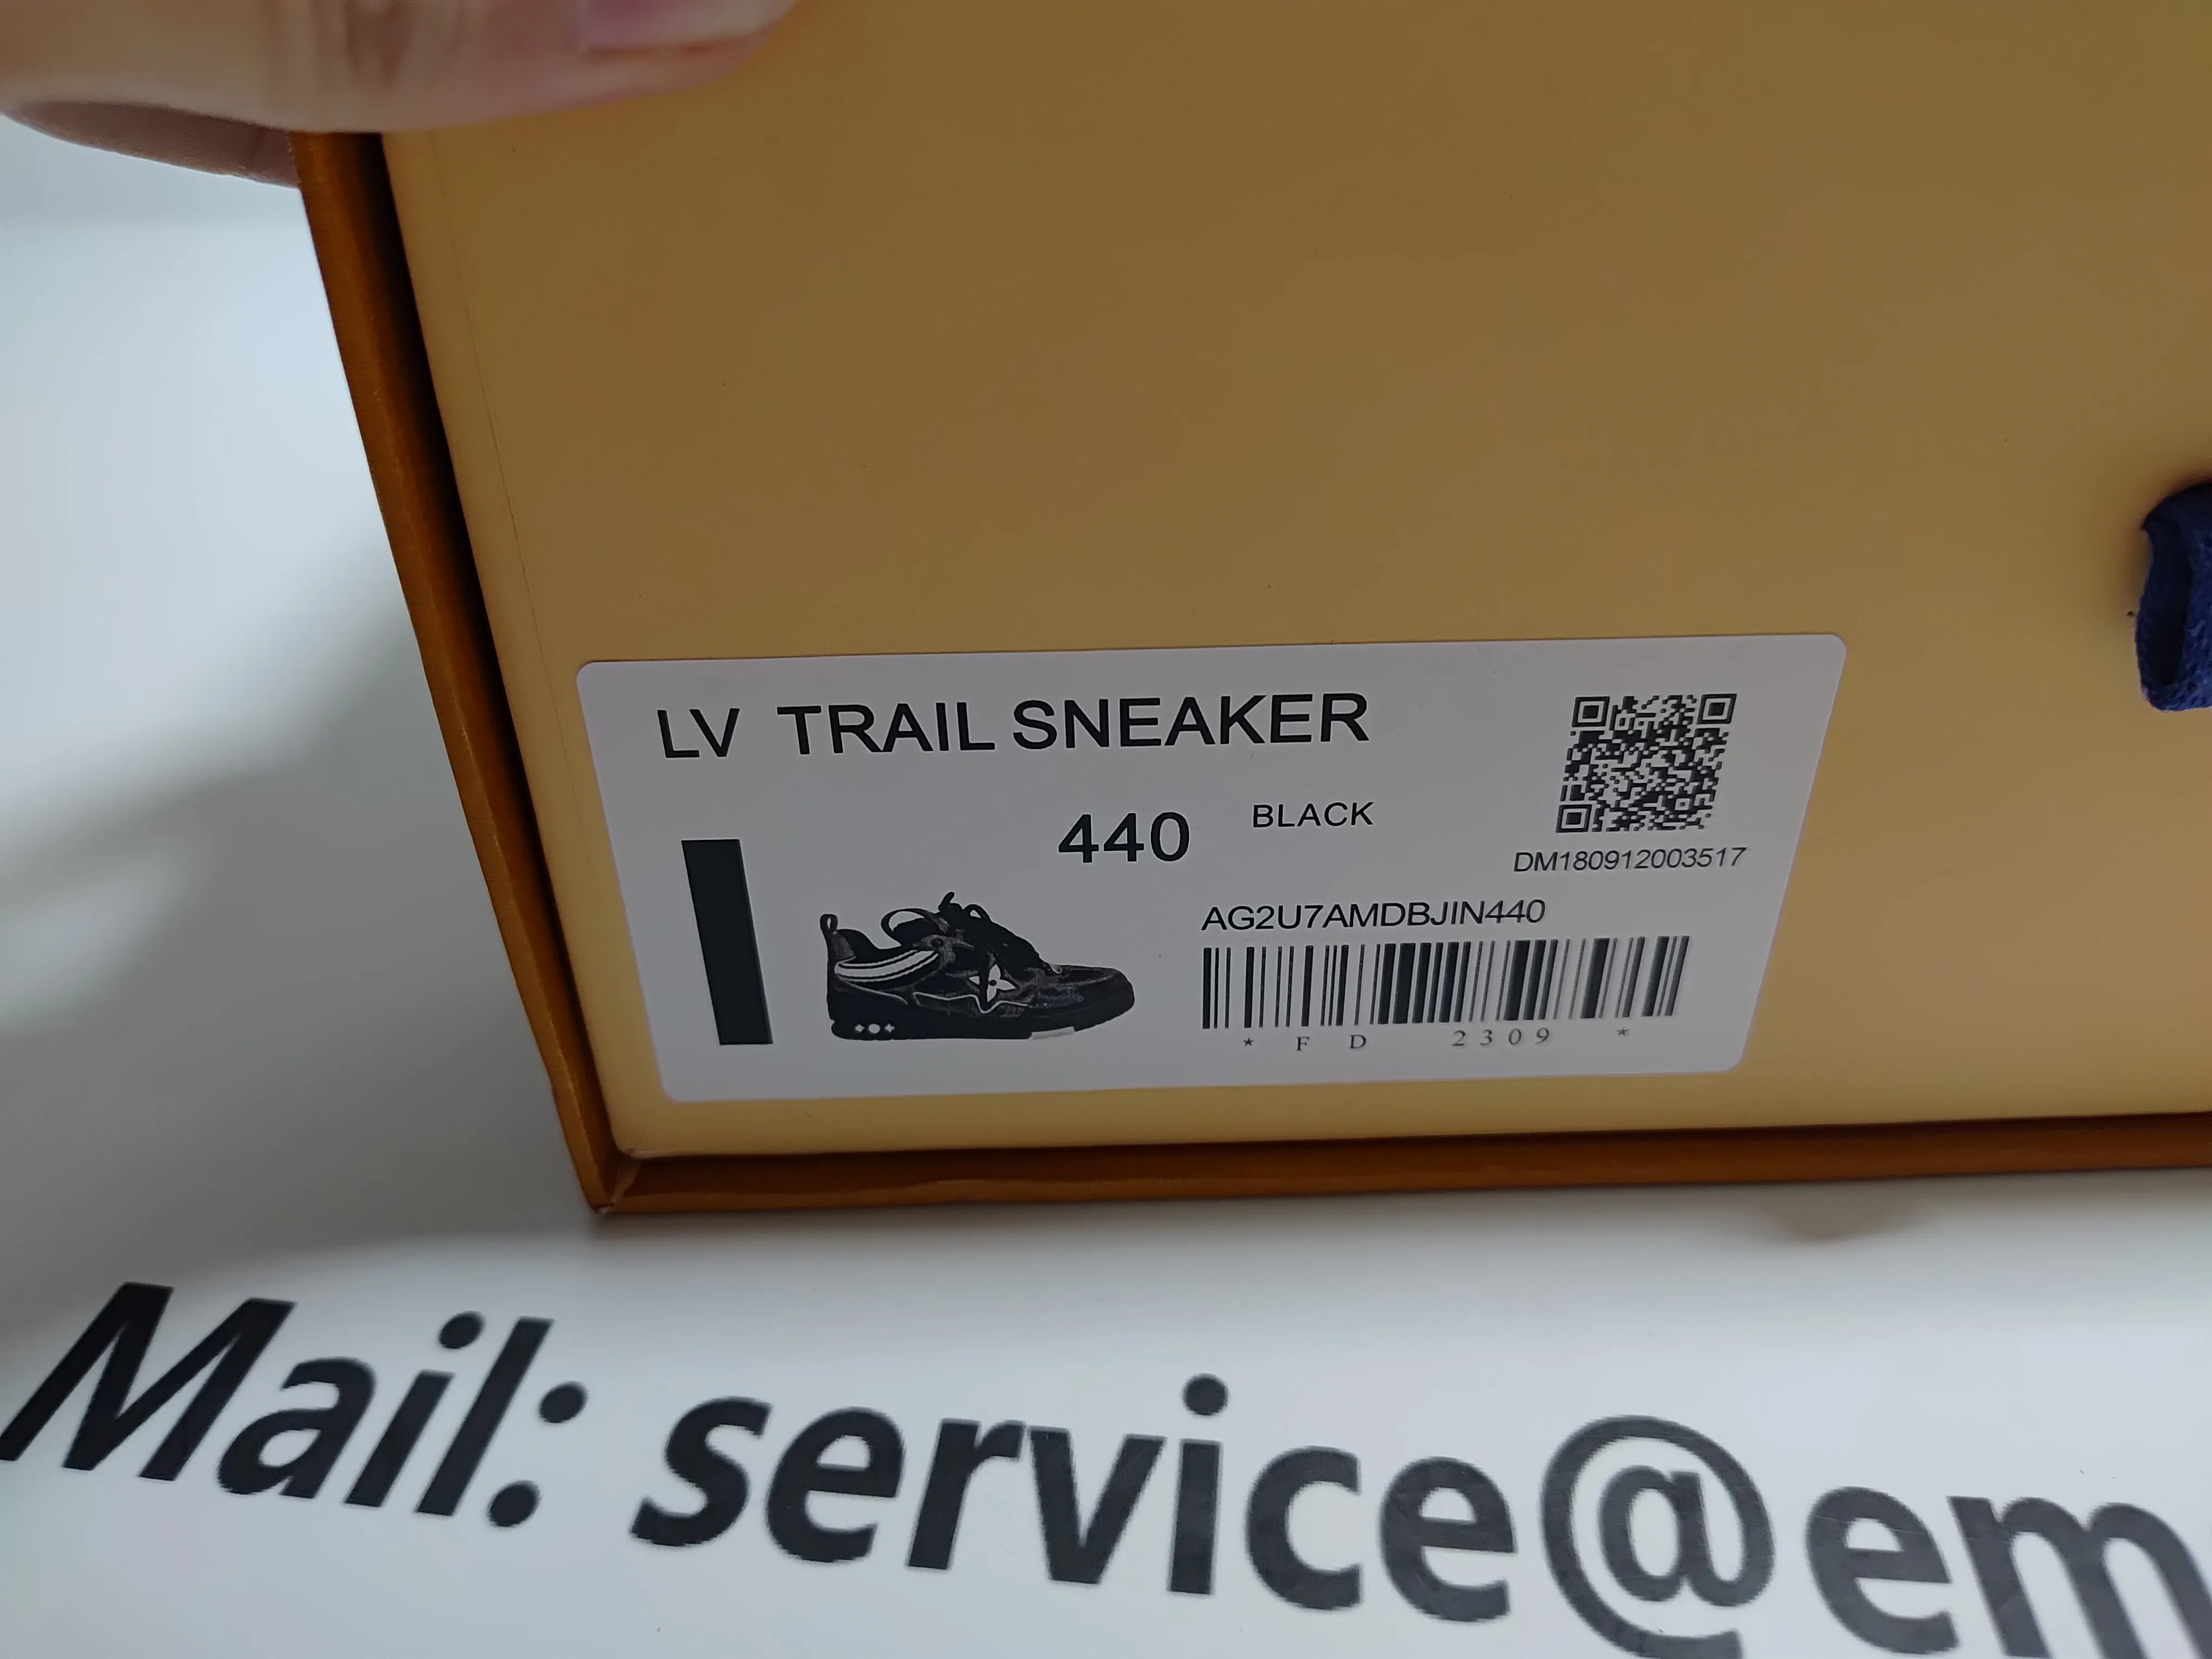 LV TRAIL SNEAKER
440 BLACK
DM180912003517
AG2U7AMDBJIN440
* F D 2309 *
Mail: service@em